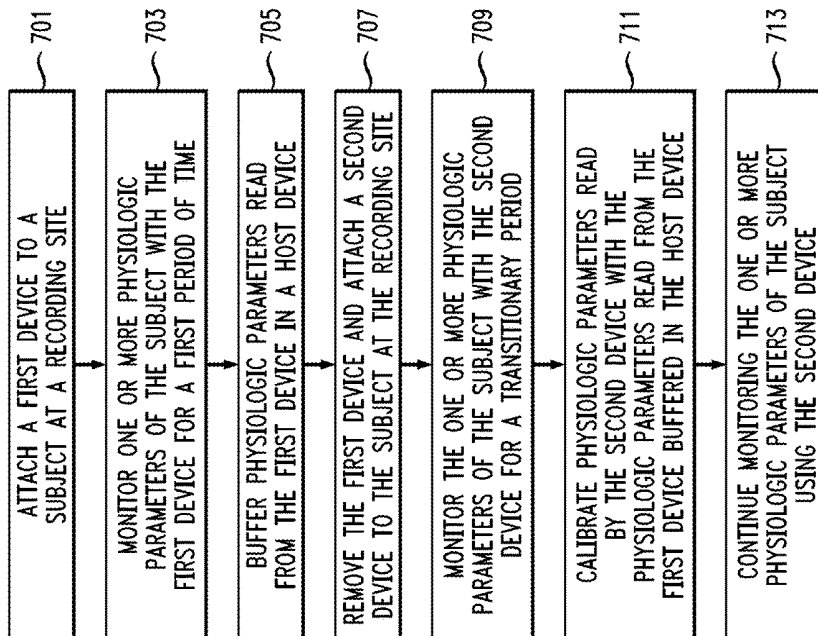 ATTACH A FIRST DEVICE TO A
SUBJECT AT A RECORDING SITE
701
MONITOR ONE OR MORE PHYSIOLOGIC
PARAMETERS OF THE SUBJECT WITH THE
FIRST DEVICE FOR A FIRST PERIOD OF TIME
703
BUFFER PHYSIOLOGIC PARAMETERS READ
FROM THE FIRST DEVICE IN A HOST DEVICE
705
REMOVE THE FIRST DEVICE AND ATTACH A SECOND
DEVICE TO THE SUBJECT AT THE RECORDING SITE
707
MONITOR THE ONE OR MORE PHYSIOLOGIC
PARAMETERS OF THE SUBJECT WITH THE SECOND
DEVICE FOR A TRANSITIONARY PERIOD
709
CALIBRATE PHYSIOLOGIC PARAMETERS READ
BY THE SECOND DEVICE WITH THE
PHYSIOLOGIC PARAMETERS READ FROM THE
FIRST DEVICE BUFFERED IN THE HOST DEVICE
711
CONTINUE MONITORING THE ONE OR MORE
PHYSIOLOGIC PARAMETERS OF THE SUBJECT
USING THE SECOND DEVICE
713